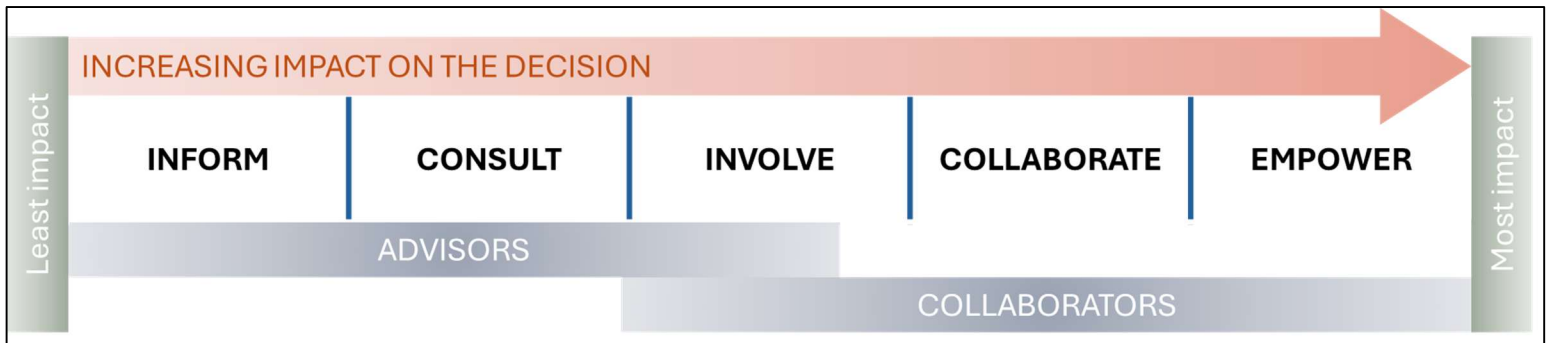 INCREASING IMPACT ON THE DECISION
Least impact
INFORM
CONSULT
INVOLVE
COLLABORATE
EMPOWER
Most impact
ADVISORS
COLLABORATORS